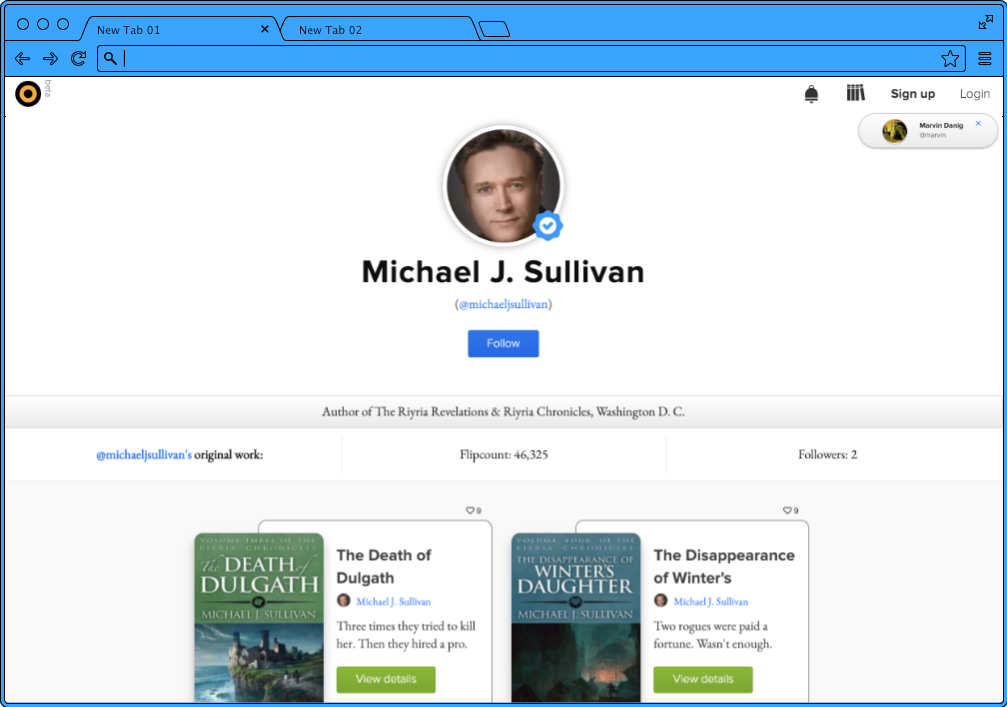 New Tab 01
New Tab 02
beta
Sign up
Login
Marvin Danig
@marvin
Michael J. Sullivan
(@michaeljsullivan)
Follow
Author of The Riyria Revelations & Riyria Chronicles, Washington D. C.
@michaeljsullivan's original work:
Flipcount: 46,325
Followers: 2
9
VOLUME THREE OF THE
RIYRIA CHRONICLES
The DEATH of
DULGATH
MICHAEL J. SULLIVAN
The Death of
Dulgath
Michael J. Sullivan
Three times they tried to kill
her. Then they hired a pro.
View details
9
VOLUME FOUR OF THE
RIYRIA CHRONICLES
THE DISAPPEARANCE OF
WINTER'S
DAUGHTER
MICHAEL J. SULLIVAN
The Disappearance
of Winter's
Michael J. Sullivan
Two rogues were paid a
fortune. Wasn't enough.
View details